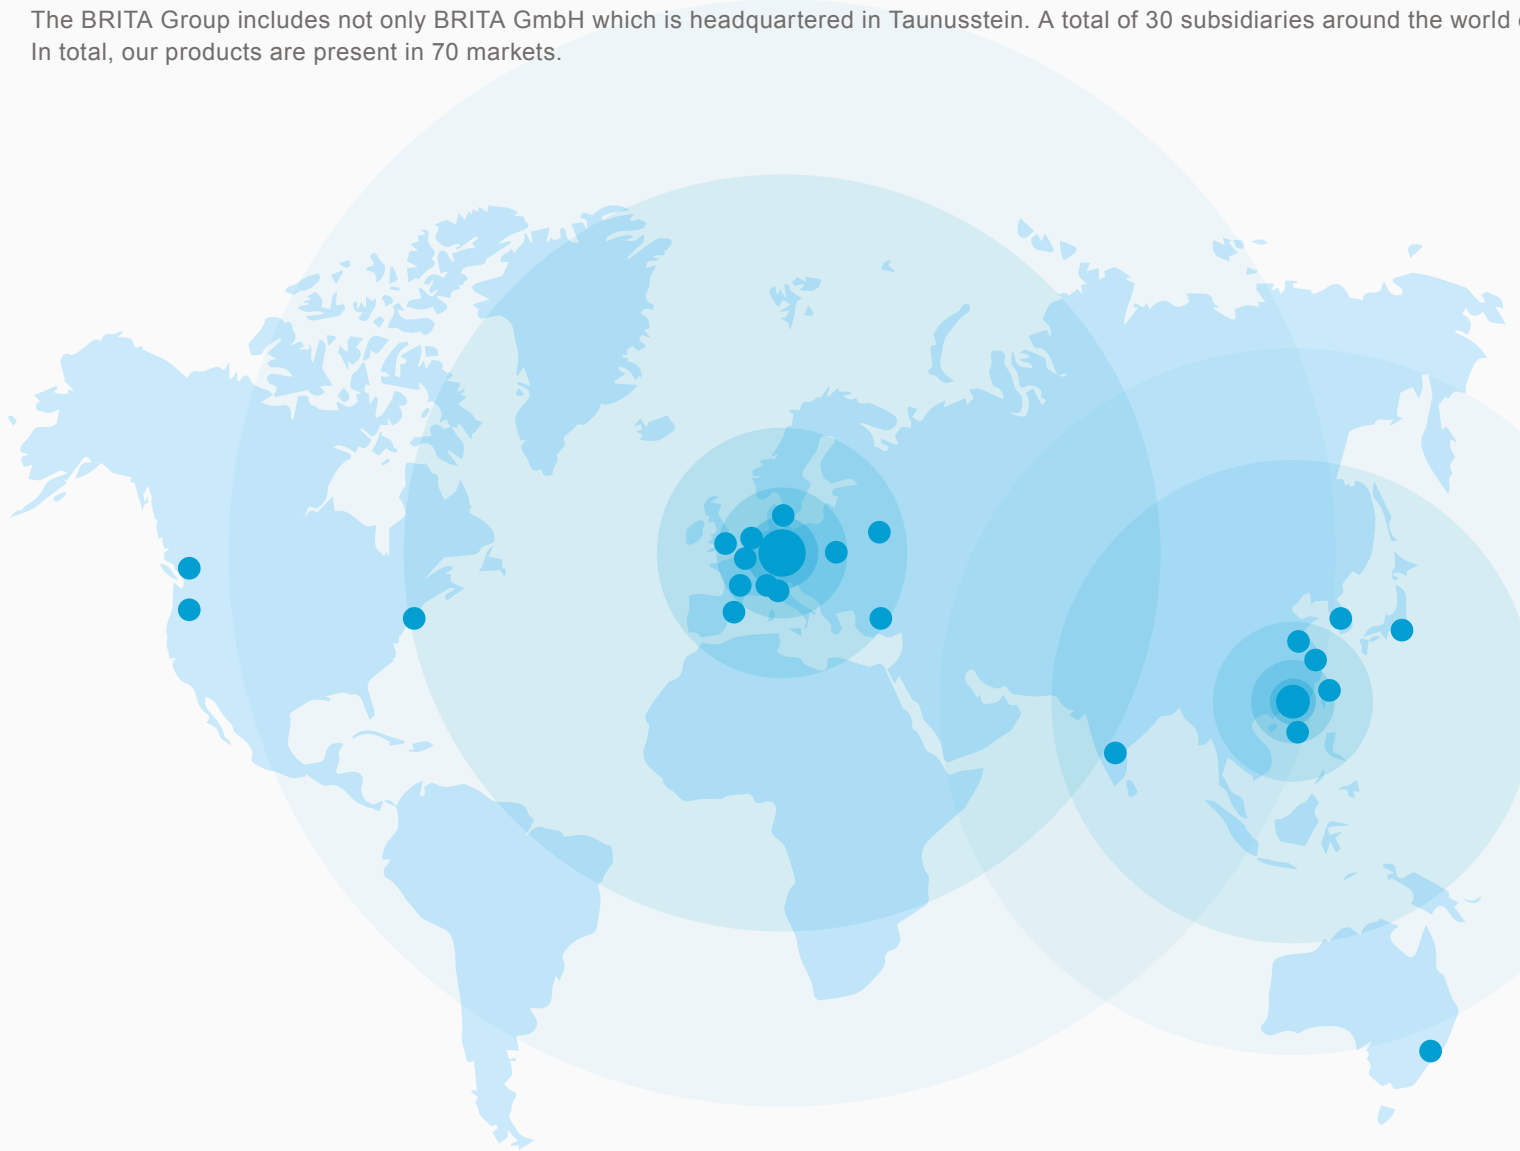 The BRITA Group includes not only BRITA GmbH which is headquartered in Taunusstein. A total of 30 subsidiaries around the world
In total, our products are present in 70 markets.